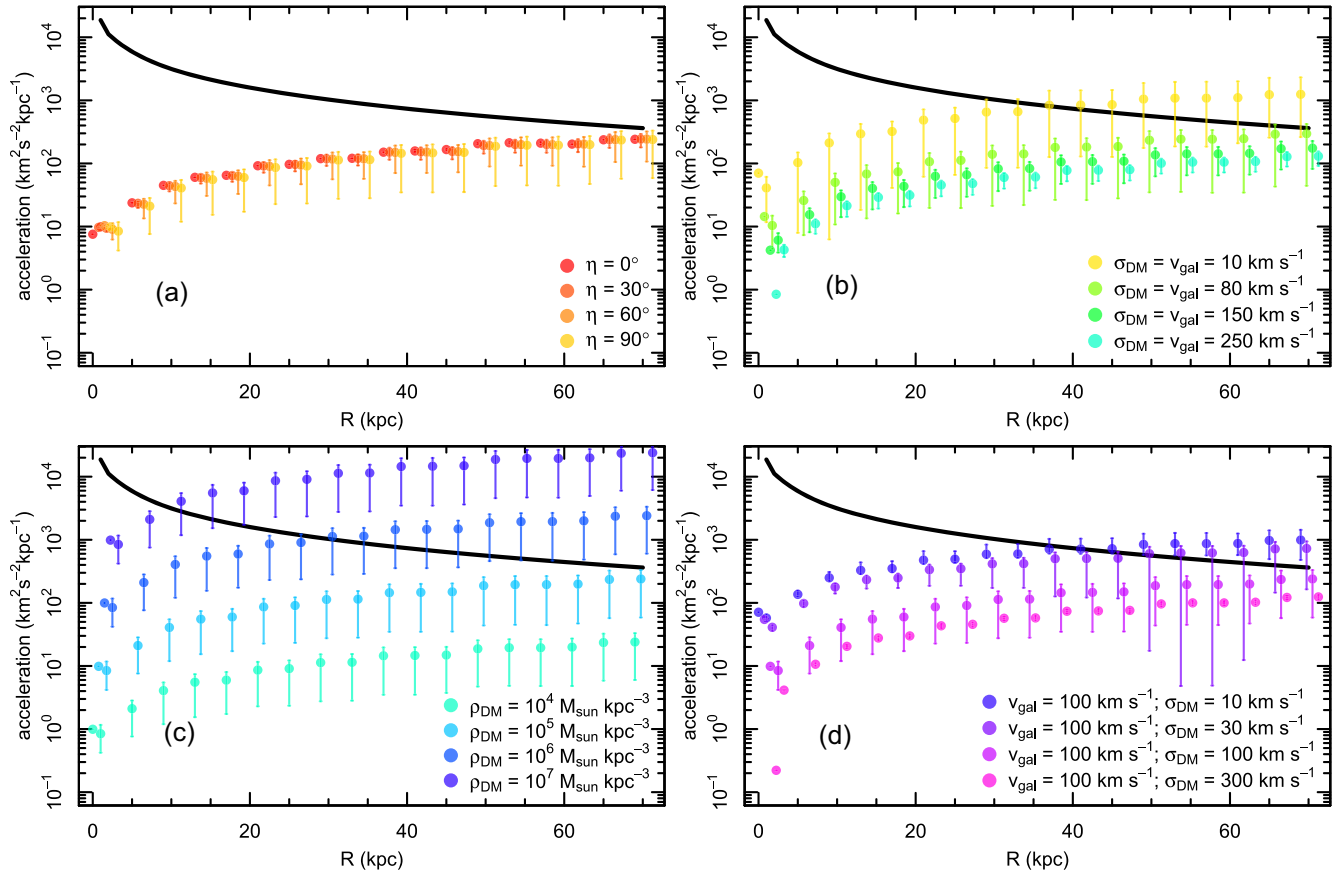 acceleration (km²s⁻²kpc⁻¹)
10⁴
10³
10²
10¹
10⁰
10⁻¹
(a)
η = 0°
η = 30°
η = 60°
η = 90°
0 20 40 60
R (kpc)
acceleration (km²s⁻²kpc⁻¹)
10⁴
10³
10²
10¹
10⁰
10⁻¹
(b)
σDM = vgal = 10 km s⁻¹
σDM = vgal = 80 km s⁻¹
σDM = vgal = 150 km s⁻¹
σDM = vgal = 250 km s⁻¹
0 20 40 60
R (kpc)
acceleration (km²s⁻²kpc⁻¹)
10⁴
10³
10²
10¹
10⁰
10⁻¹
(c)
ρDM = 10⁴ Msun kpc⁻³
ρDM = 10⁵ Msun kpc⁻³
ρDM = 10⁶ Msun kpc⁻³
ρDM = 10⁷ Msun kpc⁻³
0 20 40 60
R (kpc)
acceleration (km²s⁻²kpc⁻¹)
10⁴
10³
10²
10¹
10⁰
10⁻¹
(d)
vgal = 100 km s⁻¹; σDM = 10 km s⁻¹
vgal = 100 km s⁻¹; σDM = 30 km s⁻¹
vgal = 100 km s⁻¹; σDM = 100 km s⁻¹
vgal = 100 km s⁻¹; σDM = 300 km s⁻¹
0 20 40 60
R (kpc)